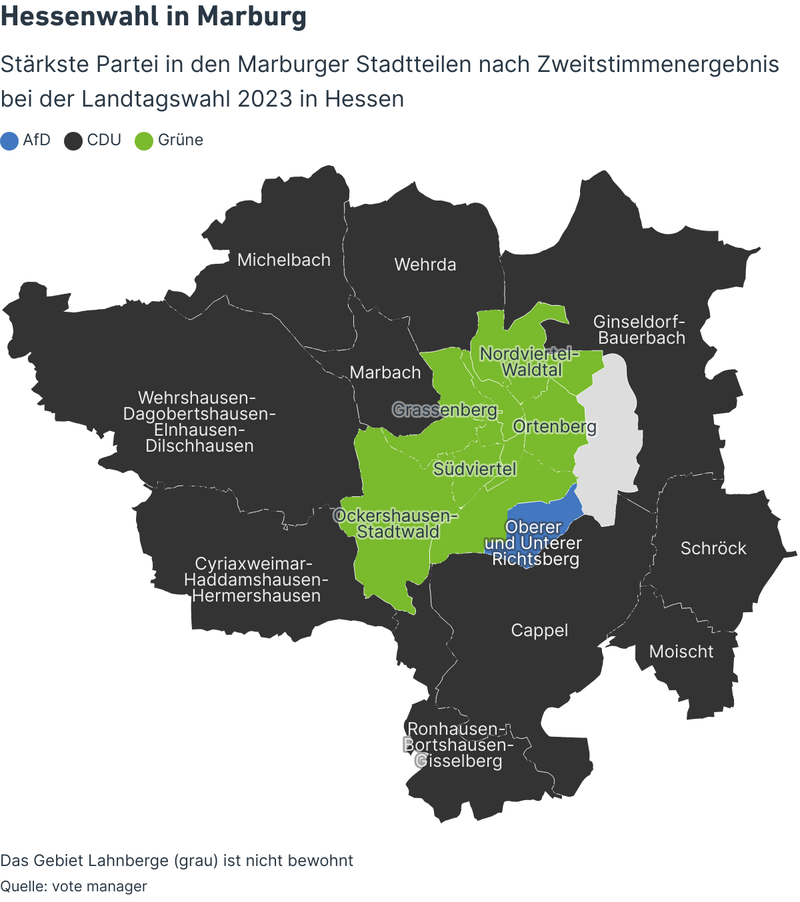 Hessenwahl in Marburg
Stärkste Partei in den Marburger Stadtteilen nach Zweitstimmenergebnis
bei der Landtagswahl 2023 in Hessen
AfD CDU Grüne
Michelbach
Wehrda
Ginseldorf-
Bauerbach
Nordviertel-
Waldtal
Marbach
Wehrshausen-
Dagobertshausen-
Elnhausen-
Dilschhausen
Grassenberg
Ortenberg
Südviertel
Ockershausen-
Stadtwald
Oberer
und Unterer
Richtsberg
Schröck
Cyriaxweimar-
Haddamshausen-
Hermershausen
Cappel
Moischt
Ronhausen-
Bortshausen-
Gisselberg
Das Gebiet Lahnberge (grau) ist nicht bewohnt
Quelle: vote manager